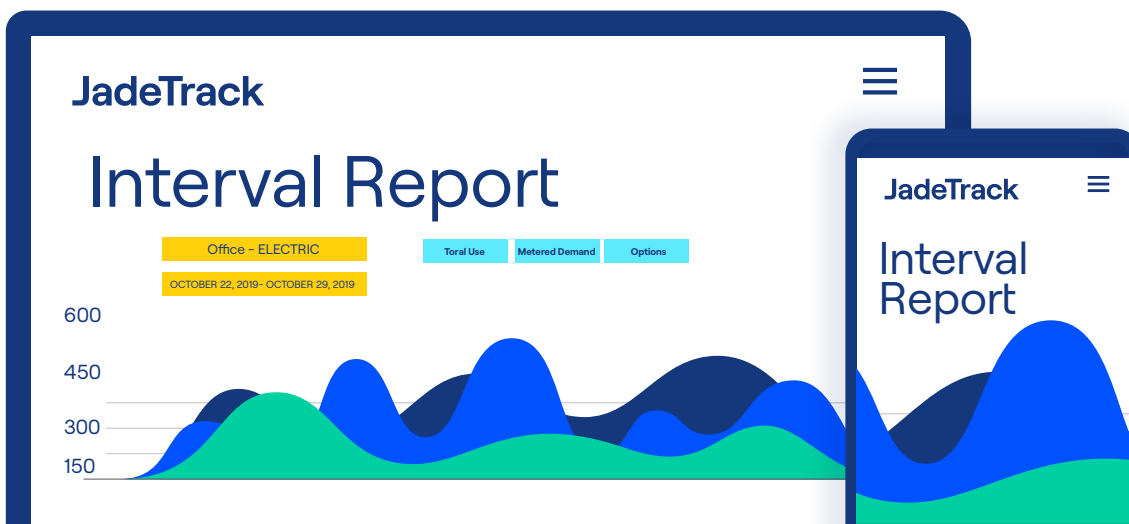 JadeTrack
Interval Report
Office - ELECTRIC
Toral Use
Metered Demand
Options
OCTOBER 22, 2019- OCTOBER 29, 2019
600
450
300
150
JadeTrack
Interval
Report